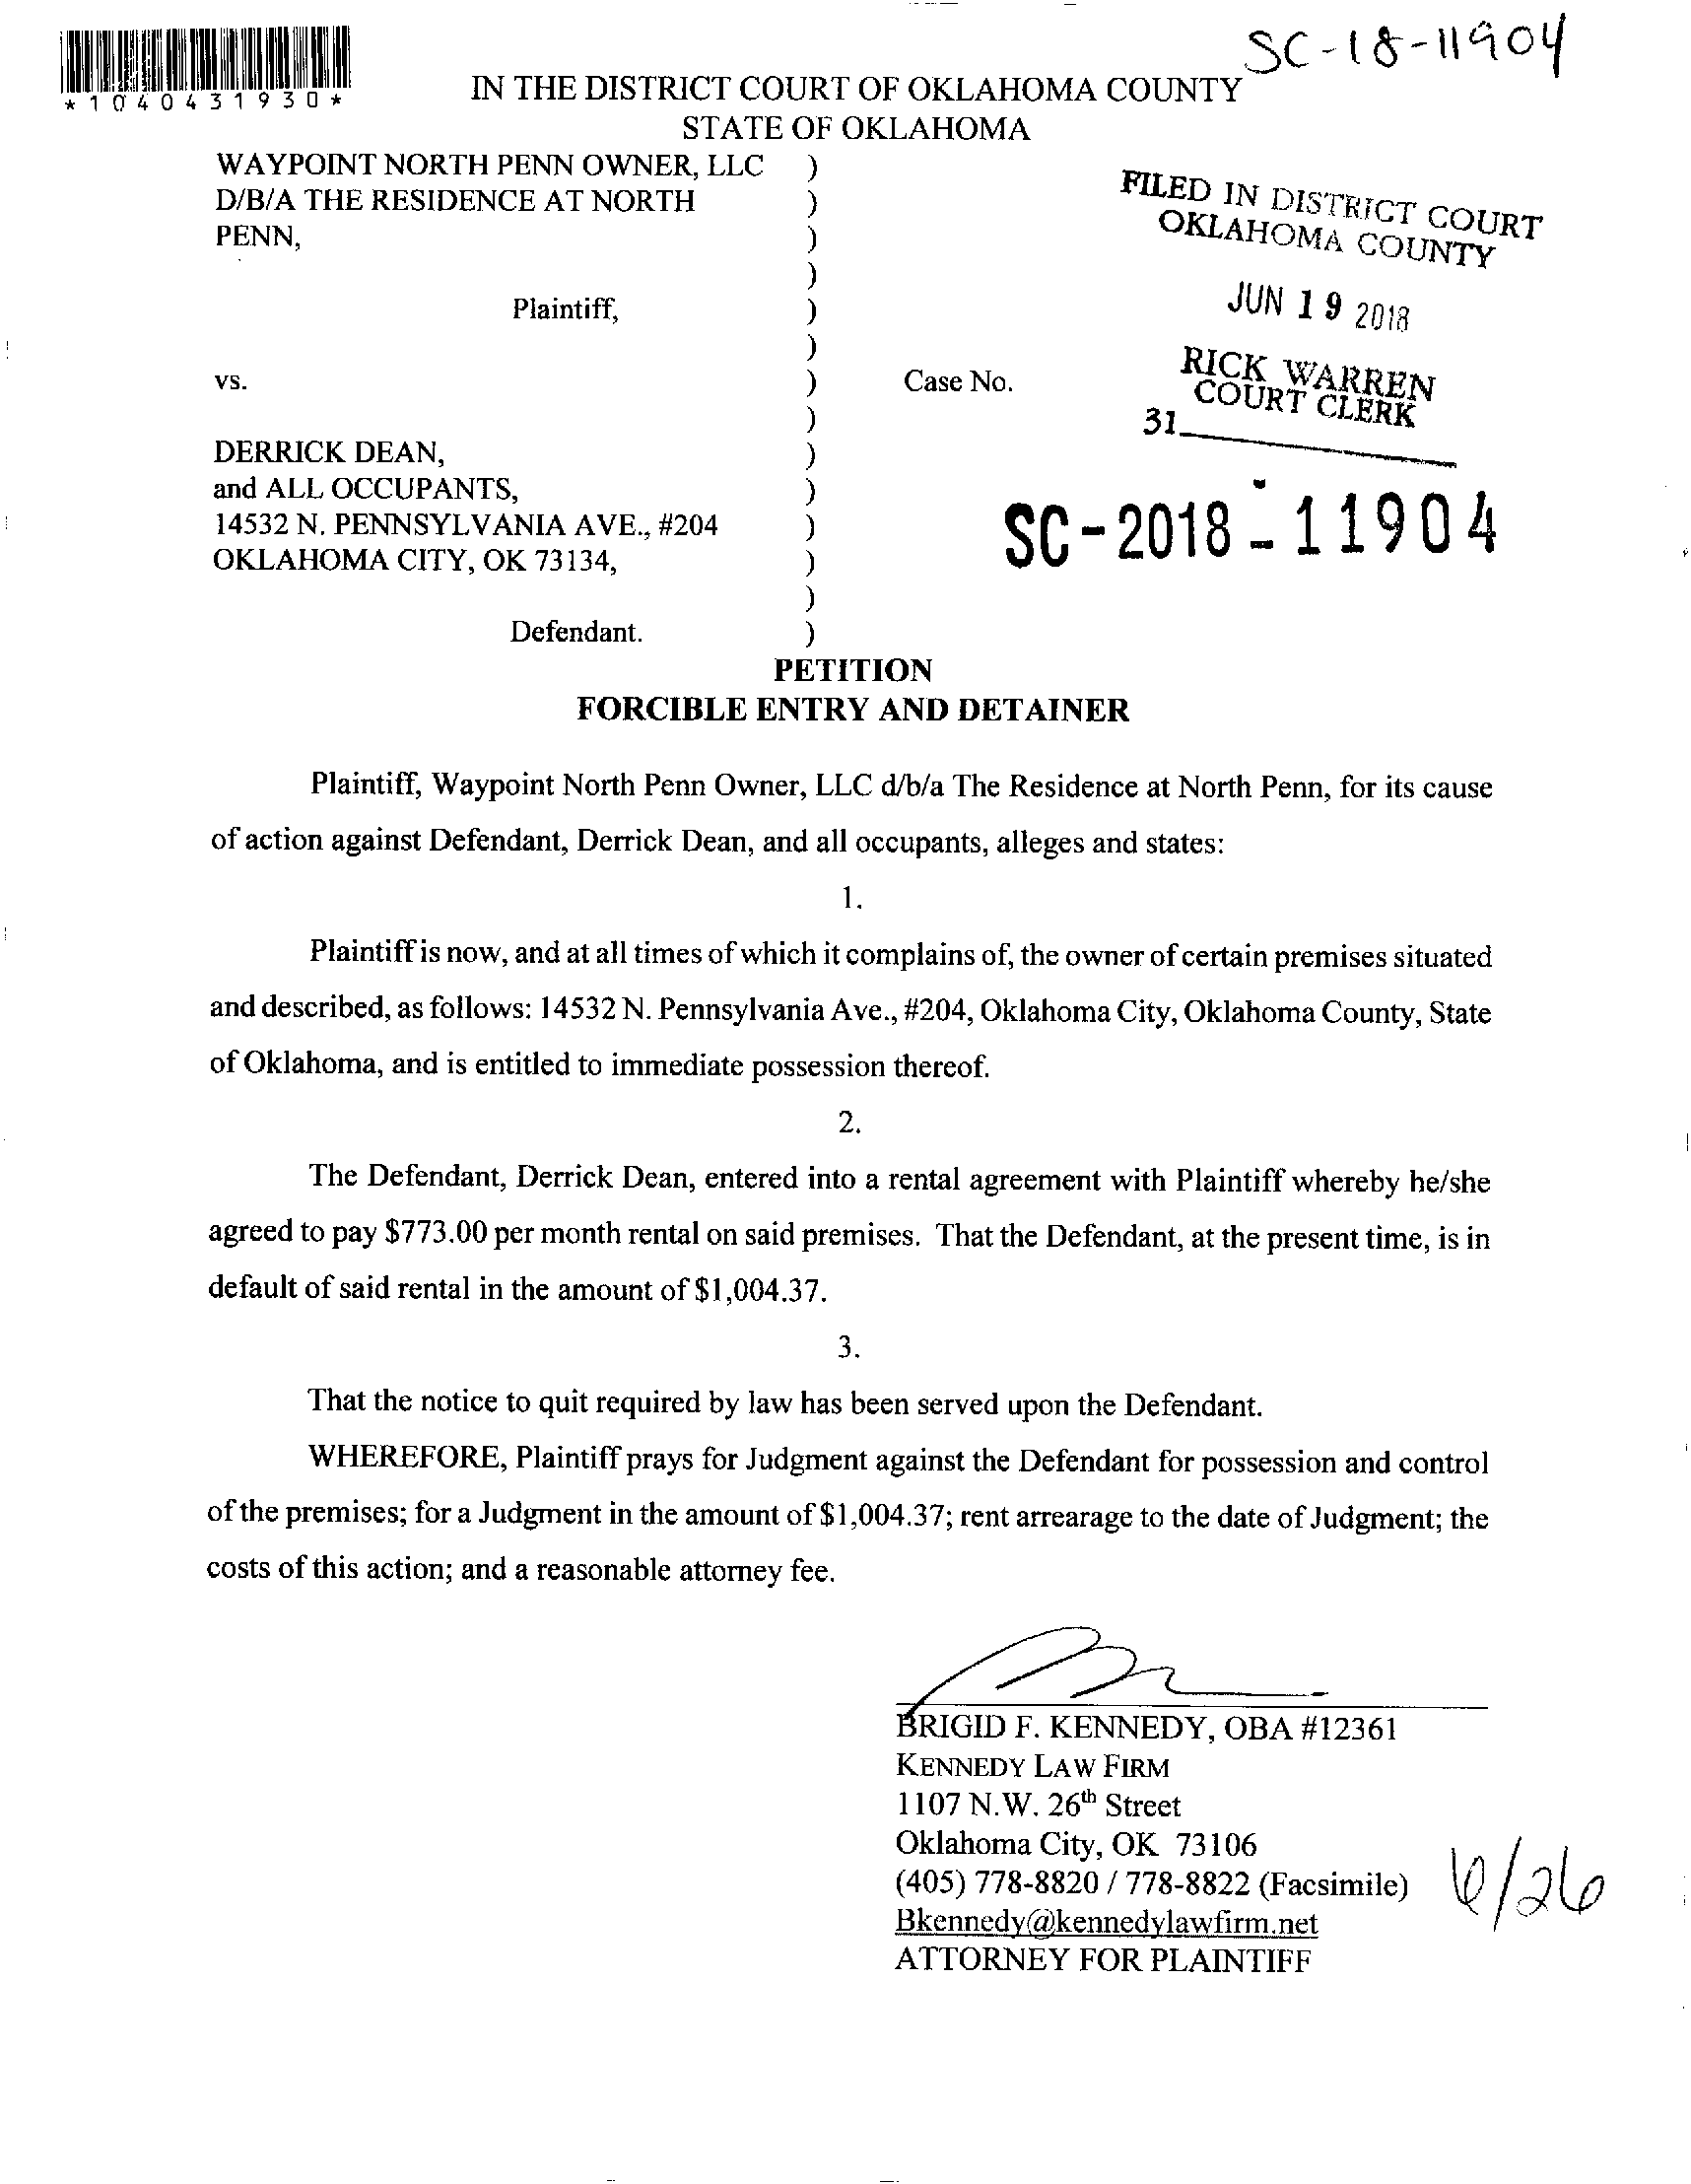 SC-18-11904
*1040431930*
IN THE DISTRICT COURT OF OKLAHOMA COUNTY
STATE OF OKLAHOMA
WAYPOINT NORTH PENN OWNER, LLC )
D/B/A THE RESIDENCE AT NORTH )
PENN, )
)
Plaintiff, )
)
vs. ) Case No.
)
DERRICK DEAN, )
and ALL OCCUPANTS, )
14532 N. PENNSYLVANIA AVE., #204 )
OKLAHOMA CITY, OK 73134, )
)
Defendant. )
FILED IN DISTRICT COURT
OKLAHOMA COUNTY
JUN 19 2018
RICK WARREN
COURT CLERK
31
SC-2018-11904
PETITION
FORCIBLE ENTRY AND DETAINER
Plaintiff, Waypoint North Penn Owner, LLC d/b/a The Residence at North Penn, for its cause
of action against Defendant, Derrick Dean, and all occupants, alleges and states:
1.
Plaintiff is now, and at all times of which it complains of, the owner of certain premises situated
and described, as follows: 14532 N. Pennsylvania Ave., #204, Oklahoma City, Oklahoma County, State
of Oklahoma, and is entitled to immediate possession thereof.
2.
The Defendant, Derrick Dean, entered into a rental agreement with Plaintiff whereby he/she
agreed to pay $773.00 per month rental on said premises. That the Defendant, at the present time, is in
default of said rental in the amount of $1,004.37.
3.
That the notice to quit required by law has been served upon the Defendant.
WHEREFORE, Plaintiff prays for Judgment against the Defendant for possession and control
of the premises; for a Judgment in the amount of $1,004.37; rent arrearage to the date of Judgment; the
costs of this action; and a reasonable attorney fee.
BRIGID F. KENNEDY, OBA #12361
KENNEDY LAW FIRM
1107 N.W. 26th Street
Oklahoma City, OK 73106
(405) 778-8820 / 778-8822 (Facsimile)
Bkennedy@kennedylawfirm.net
ATTORNEY FOR PLAINTIFF
6/26